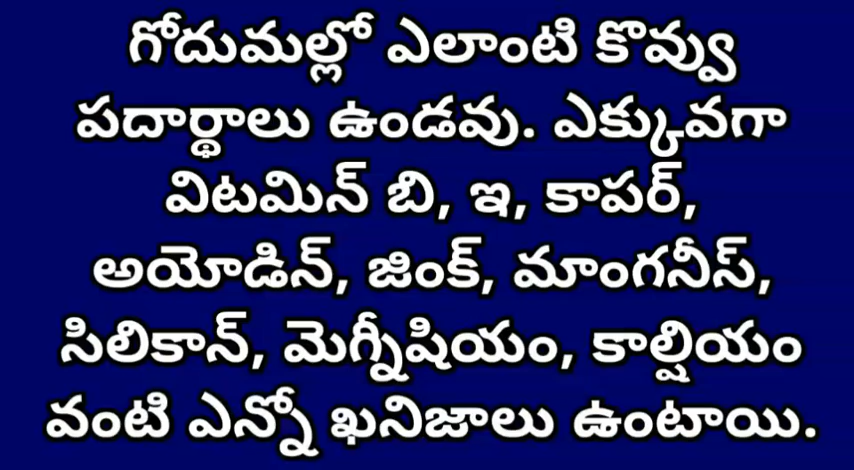 గోదుమల్లో ఎలాంటి కొవ్వు
పదార్థాలు ఉండవు. ఎక్కువగా
విటమిన్ బి, ఇ, కాపర్,
అయోడిన్, జింక్, మాంగనీస్,
సిలికాన్, మెగ్నీషియం, కాల్షియం
వంటి ఎన్నో ఖనిజాలు ఉంటాయి.